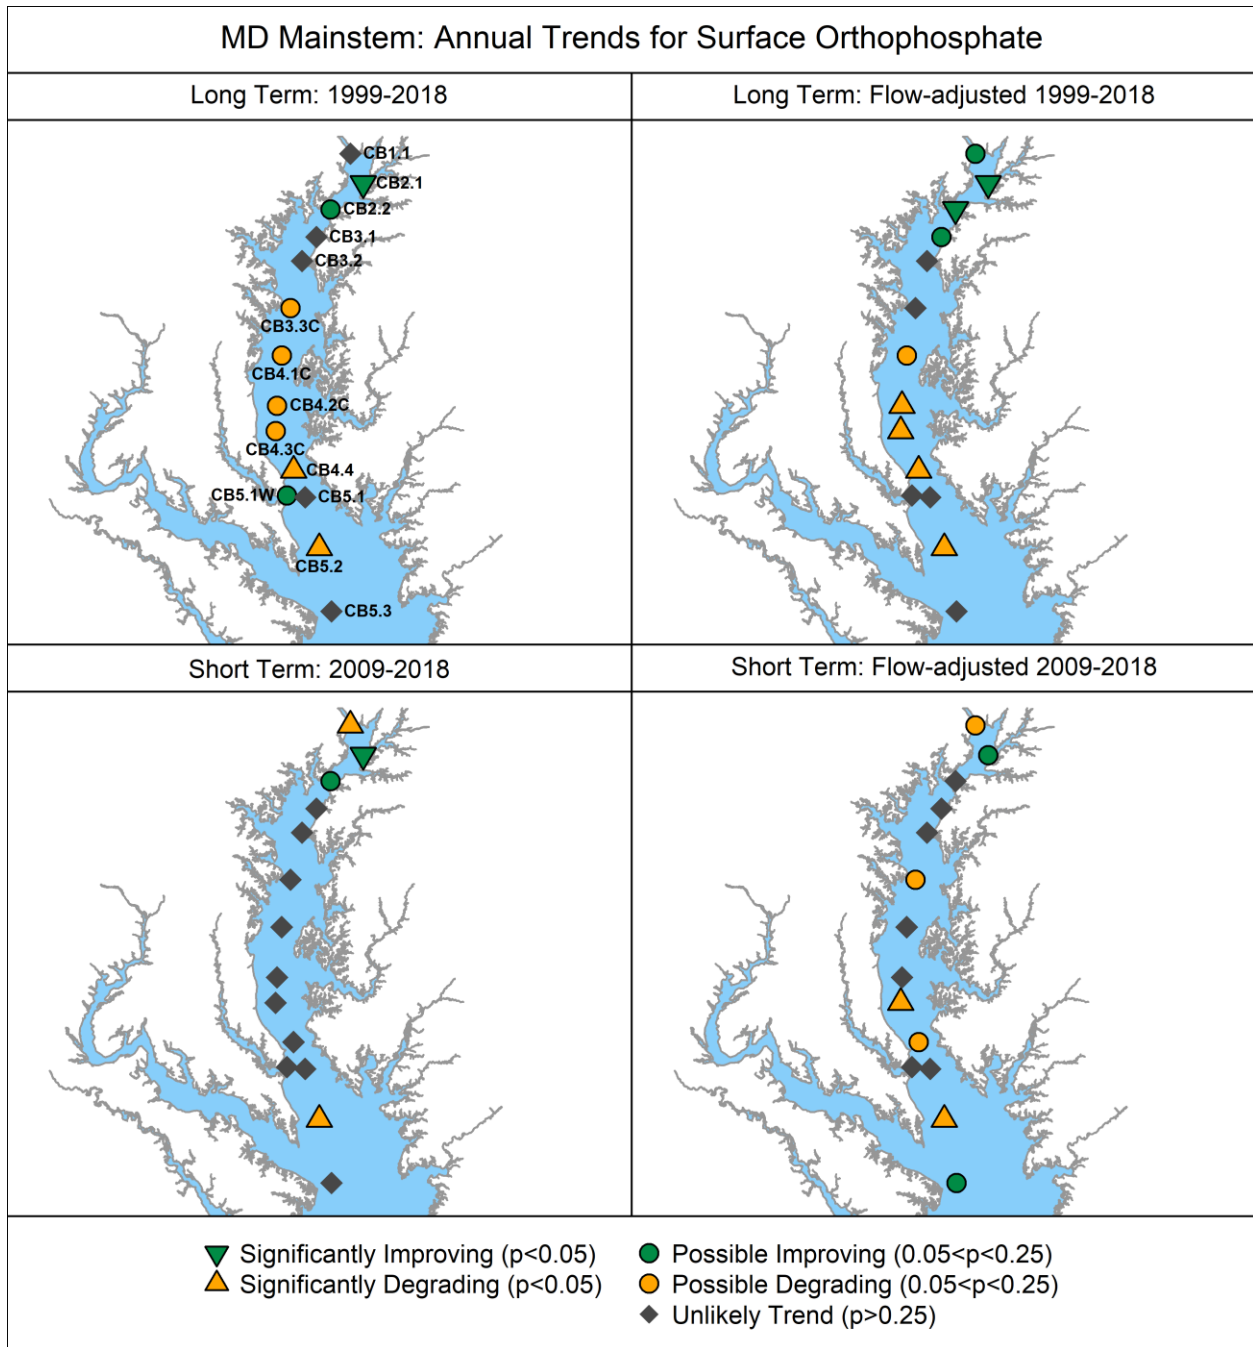 MD Mainstem: Annual Trends for Surface Orthophosphate
Long Term: 1999-2018
Long Term: Flow-adjusted 1999-2018
CB1.1
CB2.1
CB2.2
CB3.1
CB3.2
CB3.3C
CB4.1C
CB4.2C
CB4.3C
CB4.4
CB5.1W
CB5.1
CB5.2
CB5.3
Short Term: 2009-2018
Short Term: Flow-adjusted 2009-2018
Significantly Improving (p<0.05)
Significantly Degrading (p<0.05)
Possible Improving (0.05<p<0.25)
Possible Degrading (0.05<p<0.25)
Unlikely Trend (p>0.25)